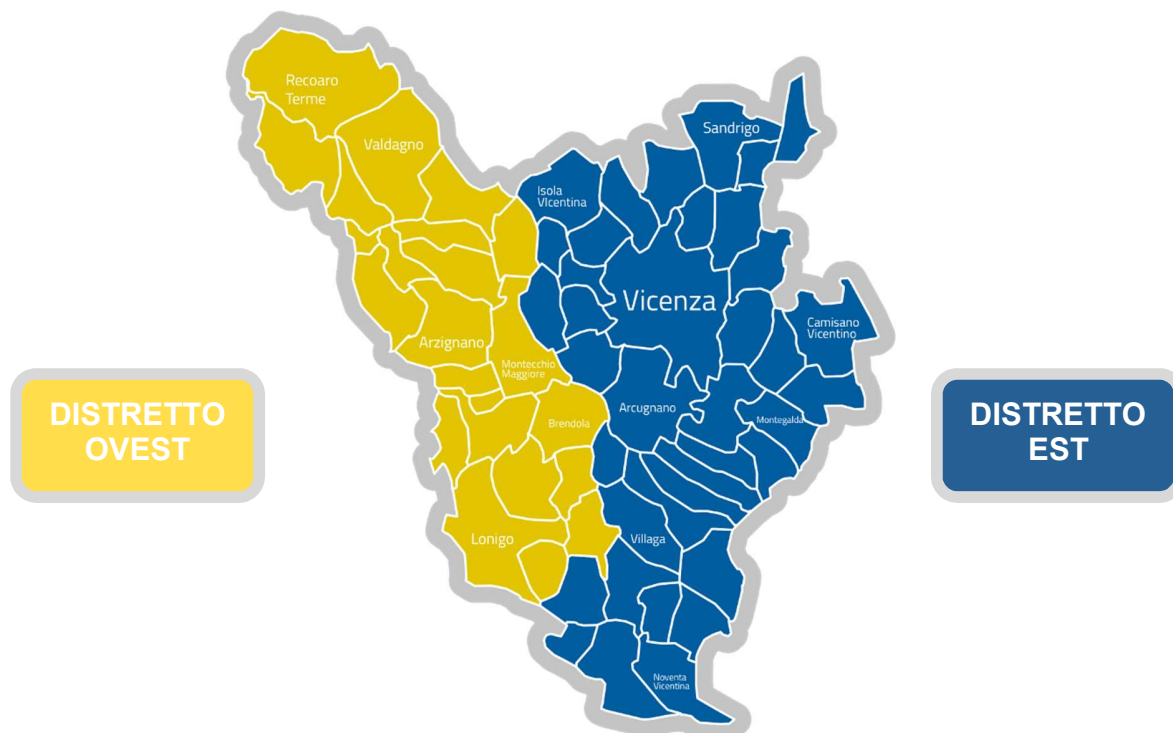 Recoaro
Terme
Valdagno
Sandrigo
Isola
VIcentina
Vicenza
Camisano
Vicentino
Arzignano
Montecchio
Maggiore
Arcugnano
Brendola
Montegalda
DISTRETTO
OVEST
DISTRETTO
EST
Lonigo
Villaga
Noventa
Vicentina